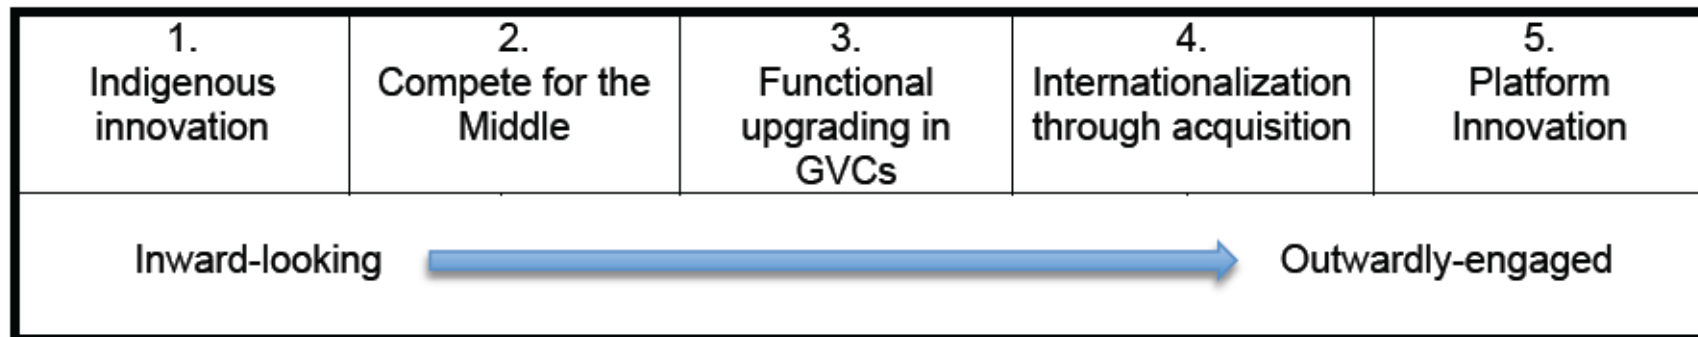 1.
Indigenous
innovation
2.
Compete for the
Middle
3.
Functional
upgrading in
GVCs
4.
Internationalization
through acquisition
5.
Platform
Innovation
Inward-looking
Outwardly-engaged